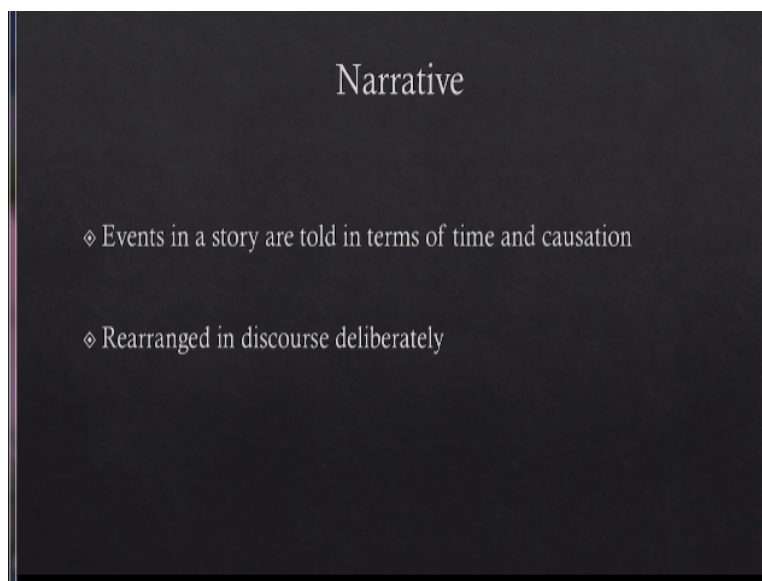 Narrative
Events in a story are told in terms of time and causation
Rearranged in discourse deliberately